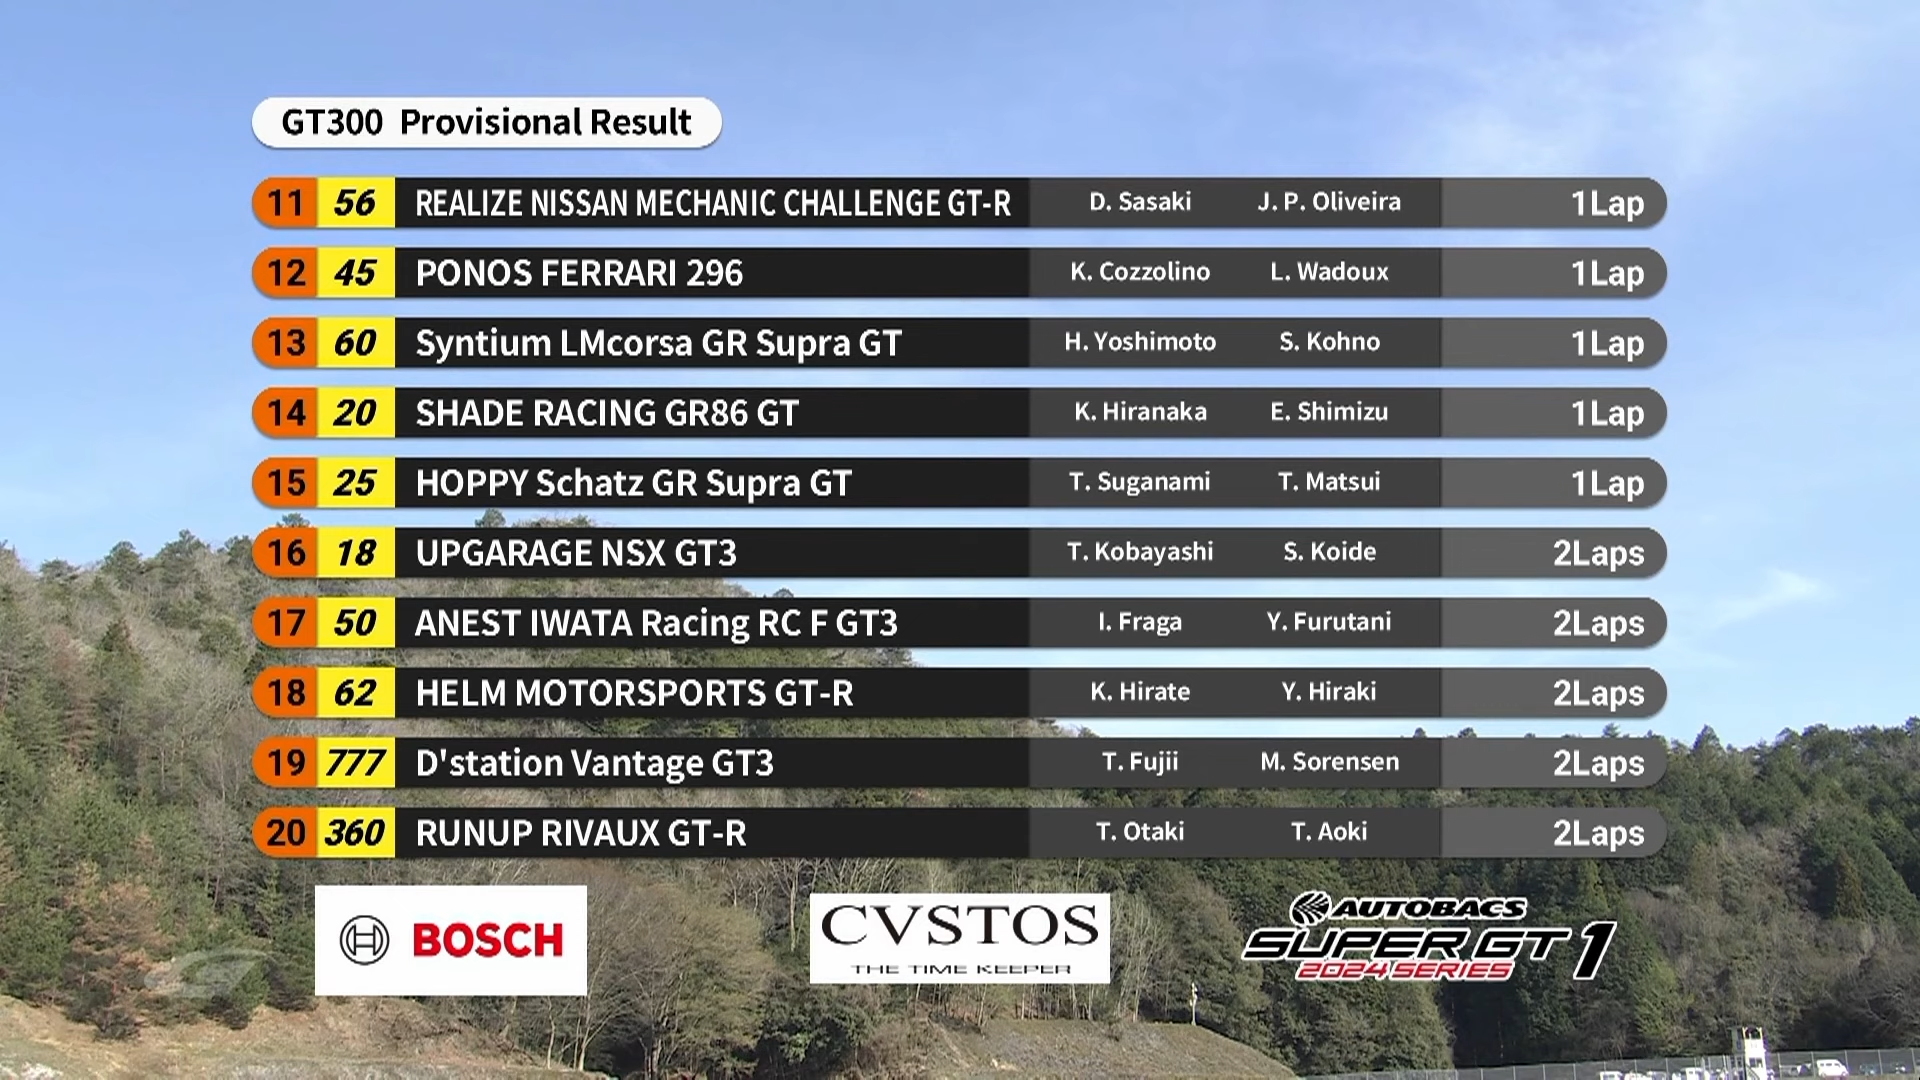 GT300 Provisional Result
11 56 REALIZE NISSAN MECHANIC CHALLENGE GT-R D. Sasaki J. P. Oliveira 1Lap
12 45 PONOS FERRARI 296 K. Cozzolino L. Wadoux 1Lap
13 60 Syntium LMcorsa GR Supra GT H. Yoshimoto S. Kohno 1Lap
14 20 SHADE RACING GR86 GT K. Hiranaka E. Shimizu 1Lap
15 25 HOPPY Schatz GR Supra GT T. Suganami T. Matsui 1Lap
16 18 UPGARAGE NSX GT3 T. Kobayashi S. Koide 2Laps
17 50 ANEST IWATA Racing RC F GT3 I. Fraga Y. Furutani 2Laps
18 62 HELM MOTORSPORTS GT-R K. Hirate Y. Hiraki 2Laps
19 777 D'station Vantage GT3 T. Fujii M. Sorensen 2Laps
20 360 RUNUP RIVAUX GT-R T. Otaki T. Aoki 2Laps
BOSCH
CVSTOS
THE TIME KEEPER
AUTOBACS
SUPER GT 1
2024 SERIES